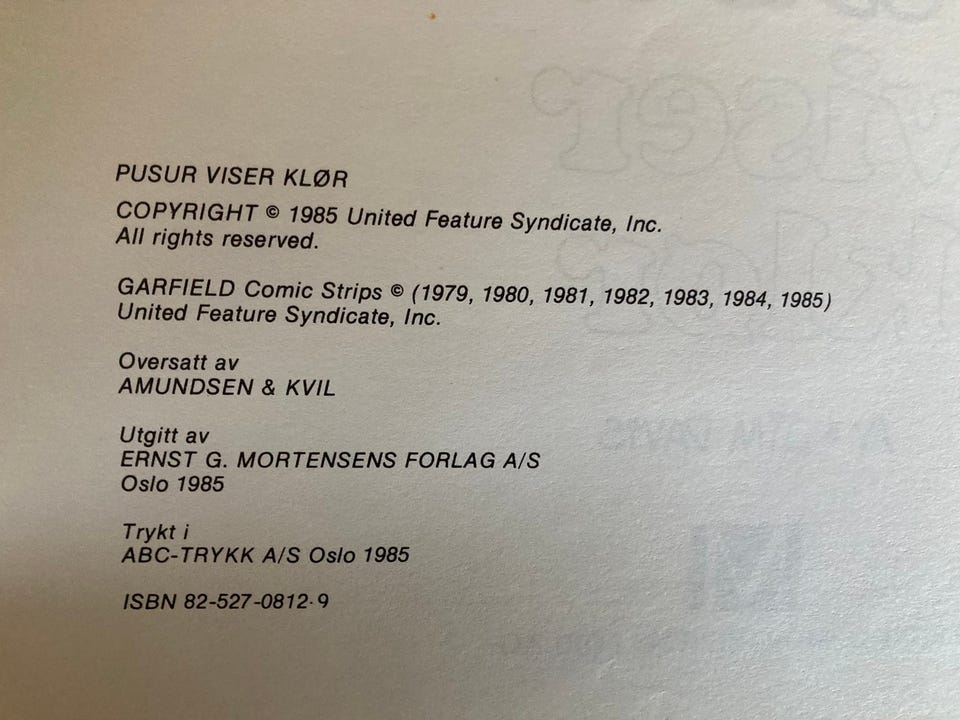 PUSUR VISER KLØR
COPYRIGHT © 1985 United Feature Syndicate, Inc.
All rights reserved.
GARFIELD Comic Strips © (1979, 1980, 1981, 1982, 1983, 1984, 1985)
United Feature Syndicate, Inc.
Oversatt av
AMUNDSEN & KVIL
Utgitt av
ERNST G. MORTENSENS FORLAG A/S
Oslo 1985
Trykt i
ABC-TRYKK A/S Oslo 1985
ISBN 82-527-0812-9